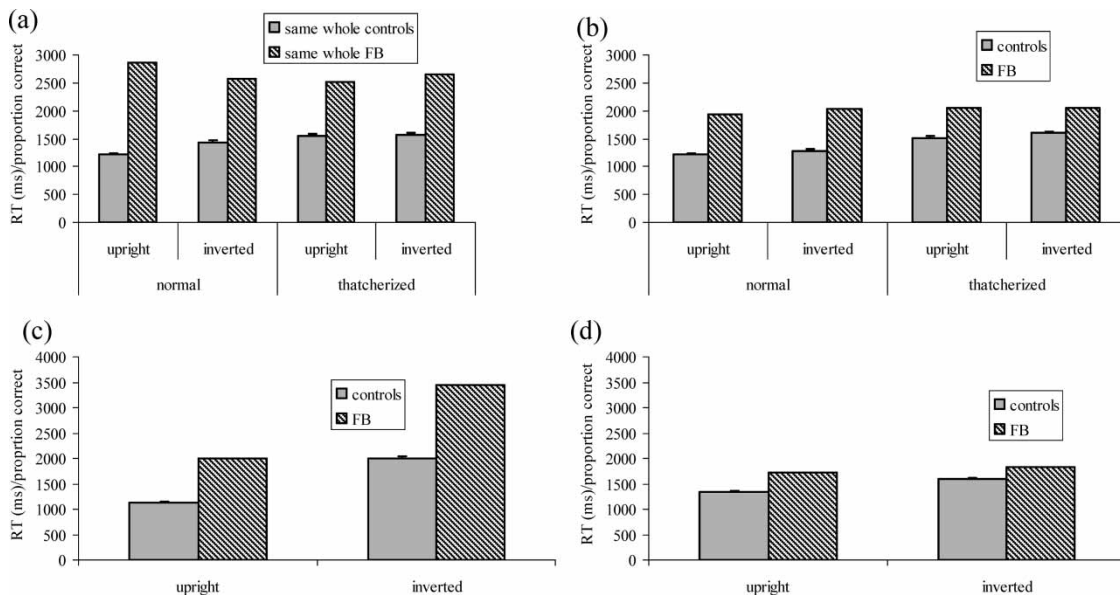 (a)
same whole controls
same whole FB
RT (ms)/proportion correct
3000
2500
2000
1500
1000
500
0
upright
inverted
upright
inverted
normal
thatcherized
(b)
controls
FB
RT (ms)/proportion correct
3000
2500
2000
1500
1000
500
0
upright
inverted
upright
inverted
normal
thatcherized
(c)
controls
FB
RT (ms)/proprtion correct
4000
3500
3000
2500
2000
1500
1000
500
0
upright
inverted
(d)
controls
FB
RT (ms)/proportion correct
4000
3500
3000
2500
2000
1500
1000
500
0
upright
inverted